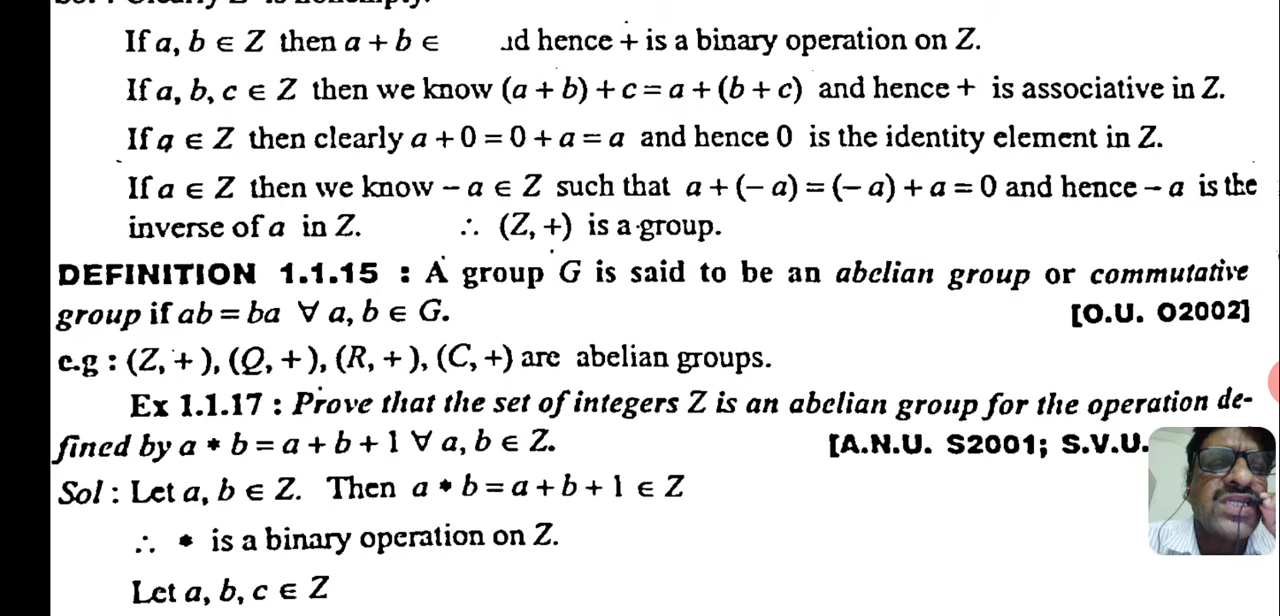 If a, b ∈ Z then a + b ∈ and hence + is a binary operation on Z.
If a, b, c ∈ Z then we know (a + b) + c = a + (b + c) and hence + is associative in Z.
If a ∈ Z then clearly a + 0 = 0 + a = a and hence 0 is the identity element in Z.
If a ∈ Z then we know – a ∈ Z such that a + (– a) = (– a) + a = 0 and hence – a is the
inverse of a in Z. ∴ (Z, +) is a group.
DEFINITION 1.1.15 : A group G is said to be an abelian group or commutative
group if ab = ba ∀ a, b ∈ G. [O.U. O2002]
e.g : (Z, +), (Q, +), (R, +), (C, +) are abelian groups.
Ex 1.1.17 : Prove that the set of integers Z is an abelian group for the operation de-
fined by a * b = a + b + 1 ∀ a, b ∈ Z. [A.N.U. S2001; S.V.U.
Sol : Let a, b ∈ Z. Then a * b = a + b + 1 ∈ Z
∴ * is a binary operation on Z.
Let a, b, c ∈ Z